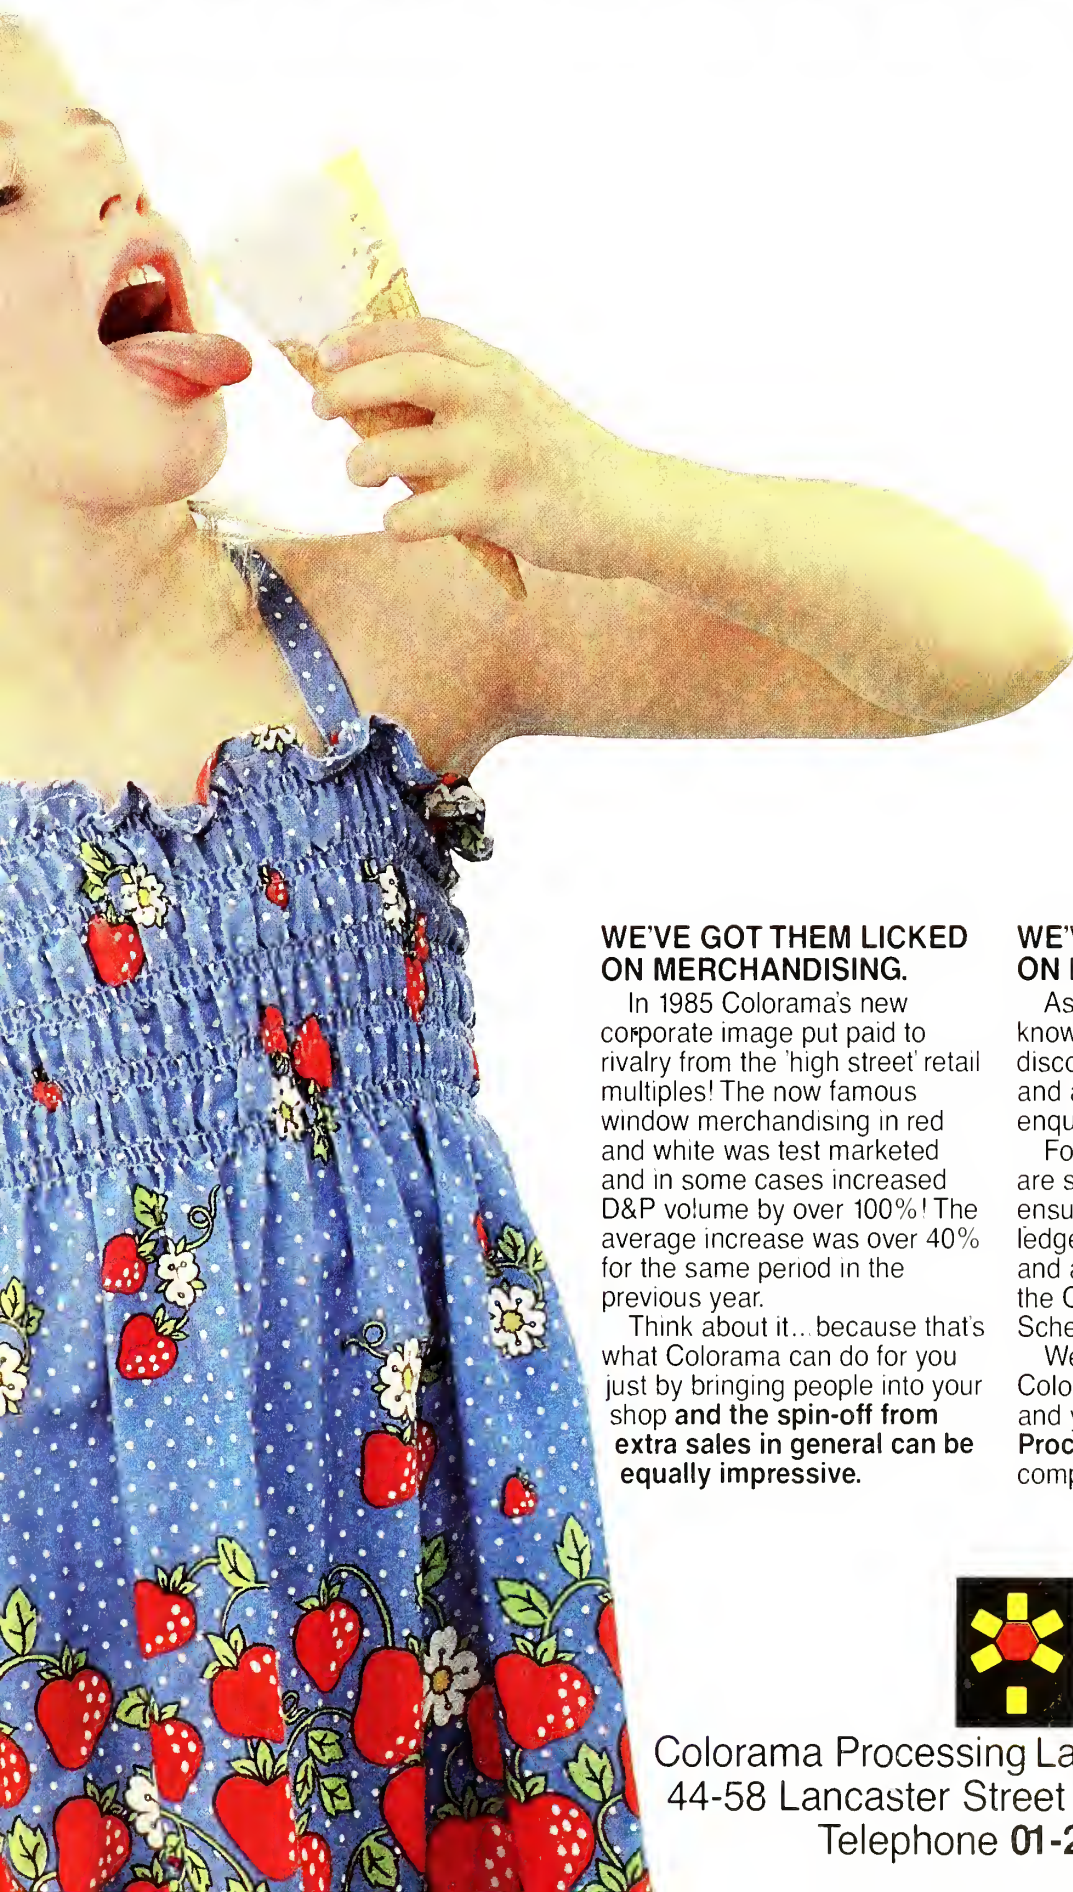 WE'VE GOT THEM LICKED
ON MERCHANDISING.
In 1985 Colorama's new
corporate image put paid to
rivalry from the 'high street' retail
multiples! The now famous
window merchandising in red
and white was test marketed
and in some cases increased
D&P volume by over 100%! The
average increase was over 40%
for the same period in the
previous year.
Think about it... because that's
what Colorama can do for you
just by bringing people into your
shop and the spin-off from
extra sales in general can be
equally impressive.
WE'
ON
As
know
disco
and
enqu
Fo
are s
ensu
ledge
and a
the C
Sche
We
Colo
and
Proc
comp
Colorama Processing La
44-58 Lancaster Street
Telephone 01-2